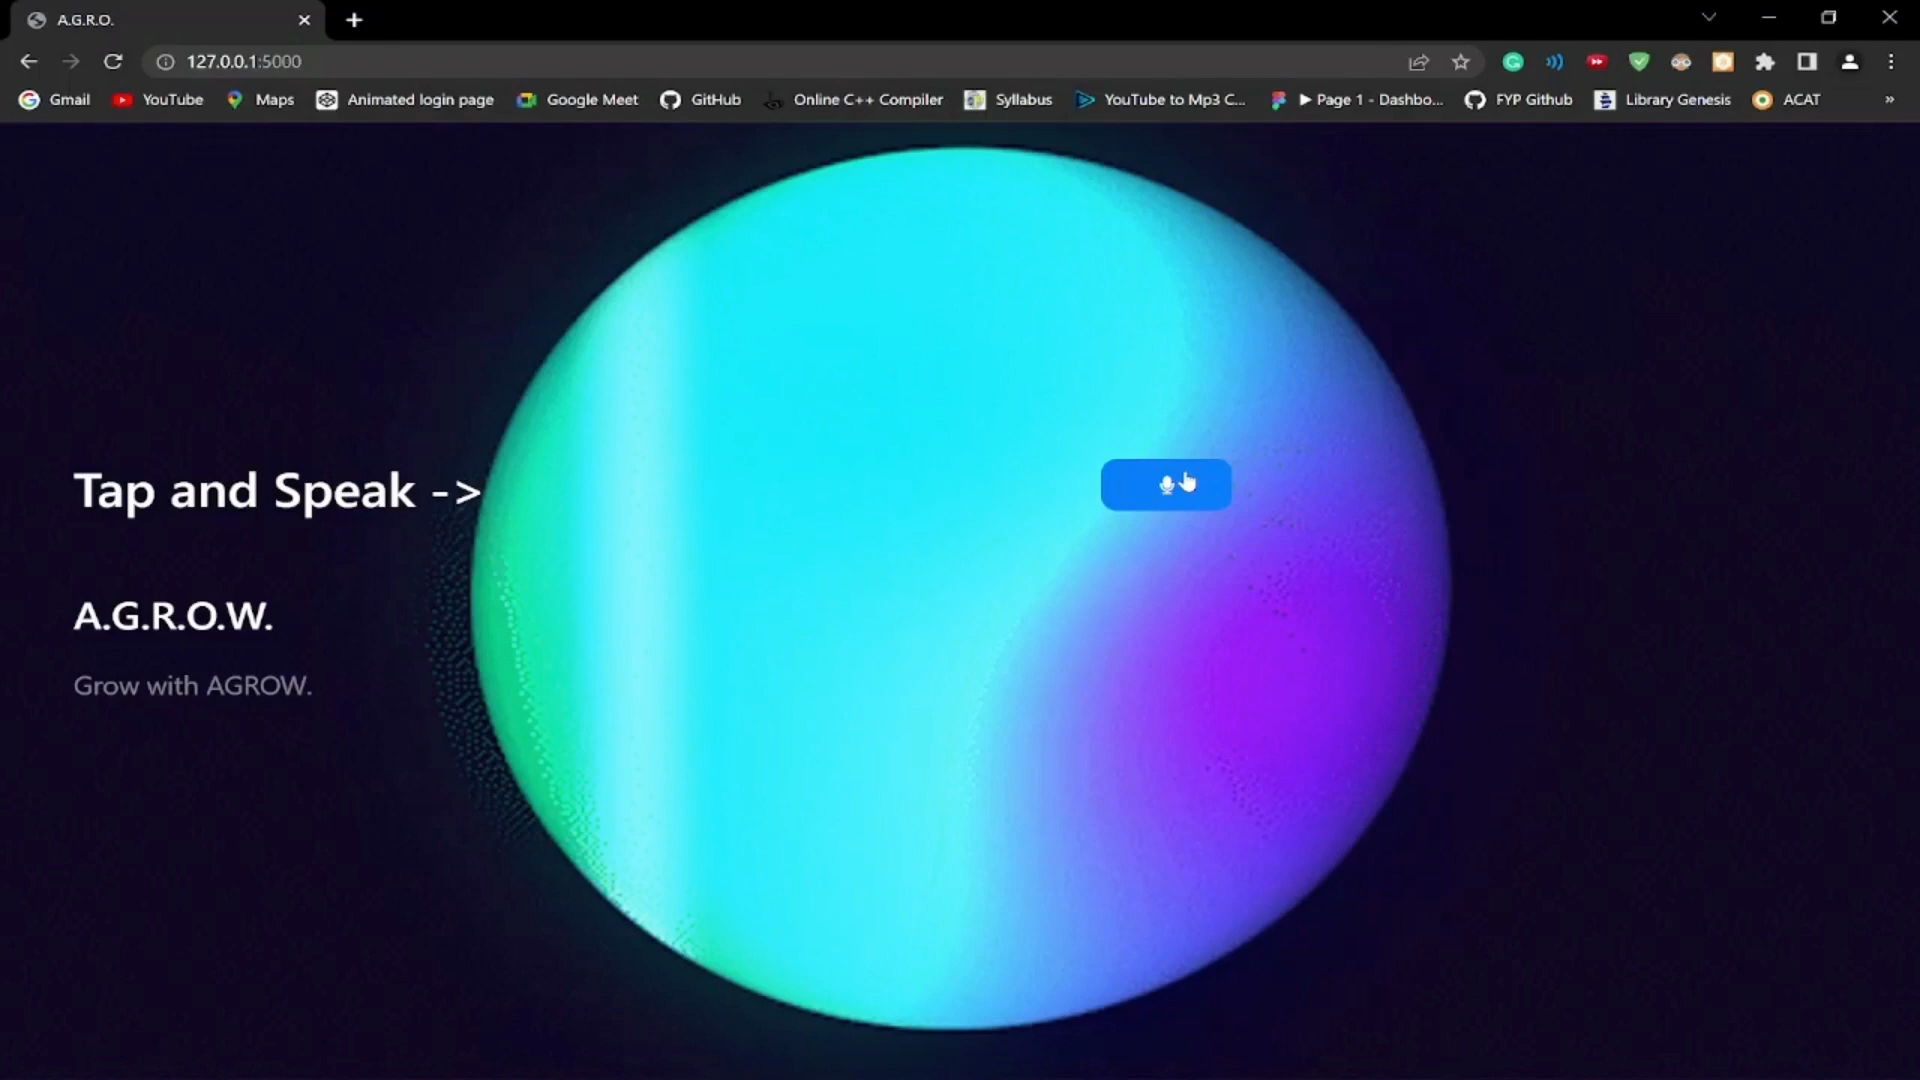 A.G.R.O.
127.0.0.1:5000
Gmail YouTube Maps Animated login page Google Meet GitHub Online C++ Compiler Syllabus YouTube to Mp3 C... Page 1 - Dashbo... FYP Github Library Genesis ACAT »
Tap and Speak ->
A.G.R.O.W.
Grow with AGROW.